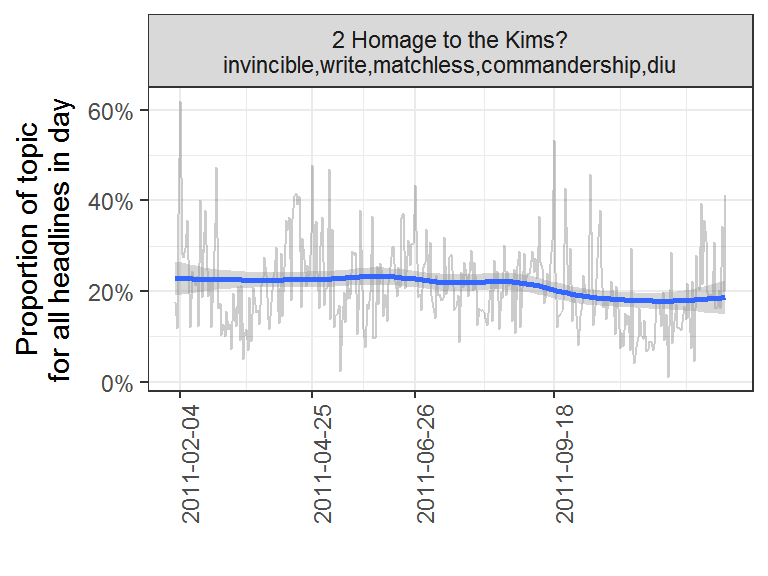 2 Homage to the Kims?
invincible,write,matchless,commandership,diu
Proportion of topic
for all headlines in day
60%
40%
20%
0%
2011-02-04
2011-04-25
2011-06-26
2011-09-18